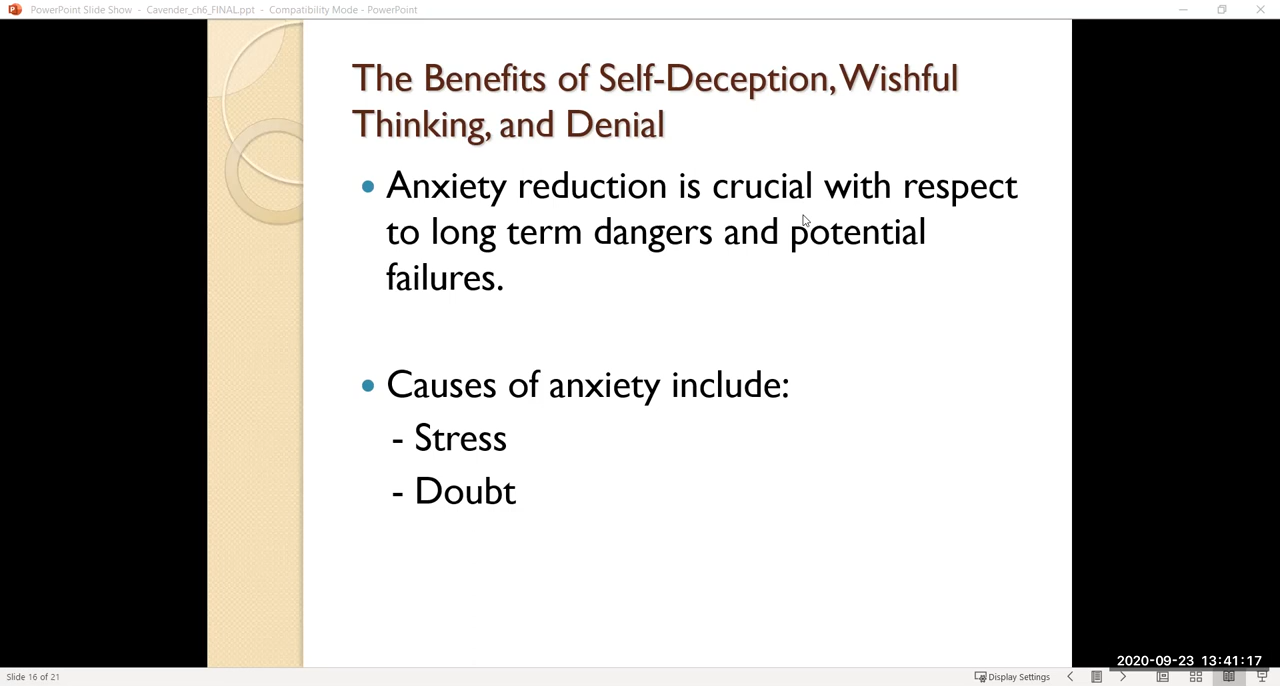 PowerPoint Slide Show - Cavender_ch6_FINAL.ppt - Compatibility Mode - PowerPoint
The Benefits of Self-Deception, Wishful
Thinking, and Denial
• Anxiety reduction is crucial with respect
to long term dangers and potential
failures.
• Causes of anxiety include:
- Stress
- Doubt
2020-09-23 13:41:17
Slide 16 of 21
Display Settings